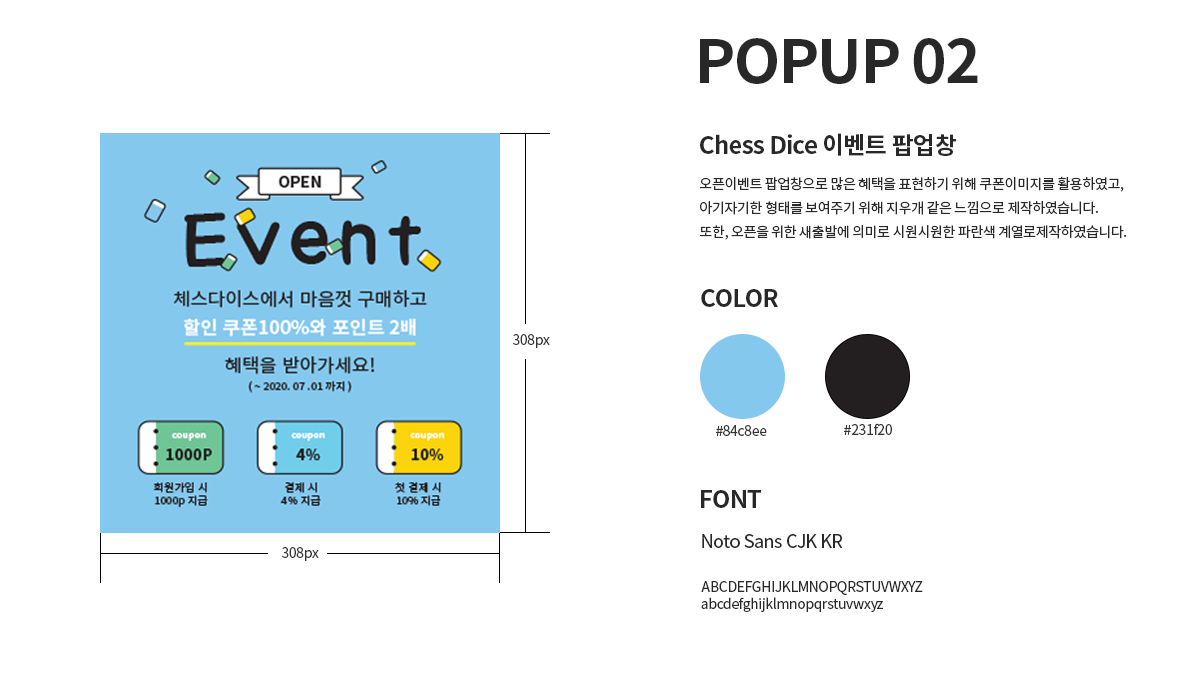 POPUP 02
Chess Dice 이벤트 팝업창
오픈이벤트 팝업창으로 많은 혜택을 표현하기 위해 쿠폰이미지를 활용하였고,
아기자기한 형태를 보여주기 위해 지우개 같은 느낌으로 제작하였습니다.
또한, 오픈을 위한 새출발에 의미로 시원시원한 파란색 계열로제작하였습니다.
COLOR
#84c8ee
#231f20
FONT
Noto Sans CJK KR
ABCDEFGHIJKLMNOPQRSTUVWXYZ
abcdefghijklmnopqrstuvwxyz
OPEN
Event
체스다이스에서 마음껏 구매하고
할인 쿠폰100%와 포인트 2배
혜택을 받아가세요!
( ~ 2020. 07 .01 까지 )
coupon
1000P
회원가입 시
1000p 지급
coupon
4%
결제 시
4% 지급
coupon
10%
첫 결제 시
10% 지급
308px
308px